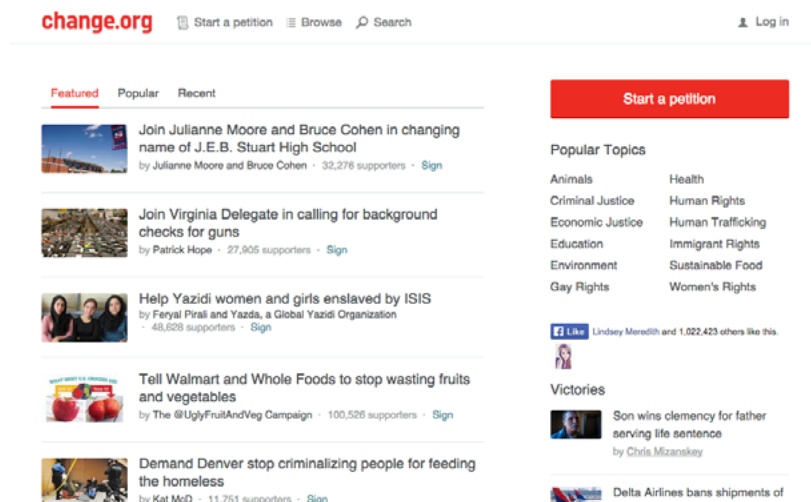 change.org Start a petition Browse Search Log in
Featured Popular Recent
Join Julianne Moore and Bruce Cohen in changing
name of J.E.B. Stuart High School
by Julianne Moore and Bruce Cohen · 32,276 supporters · Sign
Join Virginia Delegate in calling for background
checks for guns
by Patrick Hope · 27,905 supporters · Sign
Help Yazidi women and girls enslaved by ISIS
by Feryal Pirali and Yazda, a Global Yazidi Organization
· 48,628 supporters · Sign
Tell Walmart and Whole Foods to stop wasting fruits
and vegetables
by The @UglyFruitAndVeg Campaign · 100,526 supporters · Sign
Demand Denver stop criminalizing people for feeding
the homeless
by Kat McD · 11,751 supporters · Sign
Start a petition
Popular Topics
Animals Health
Criminal Justice Human Rights
Economic Justice Human Trafficking
Education Immigrant Rights
Environment Sustainable Food
Gay Rights Women's Rights
Like Lindsey Meredith and 1,022,423 others like this.
Victories
Son wins clemency for father
serving life sentence
by Chris Mizanskey
Delta Airlines bans shipments of